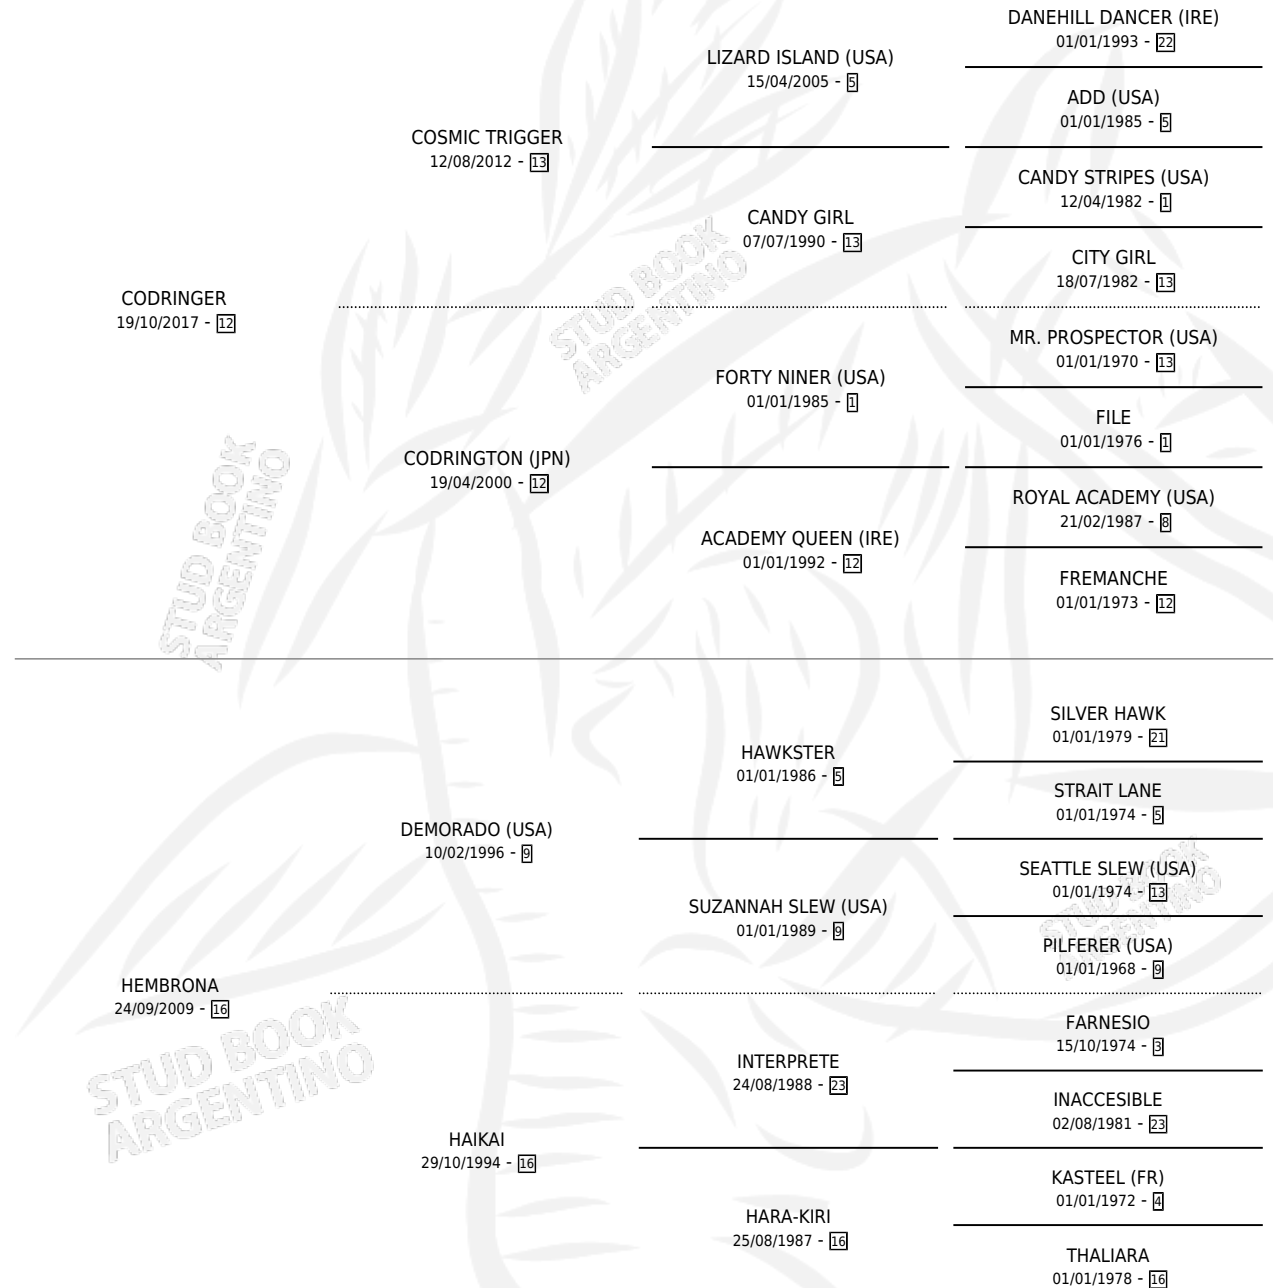 DANEHILL DANCER (IRE)
01/01/1993 - 22
LIZARD ISLAND (USA)
15/04/2005 - 5
ADD (USA)
01/01/1985 - 5
COSMIC TRIGGER
12/08/2012 - 13
CANDY STRIPES (USA)
12/04/1982 - 1
CANDY GIRL
07/07/1990 - 13
CITY GIRL
18/07/1982 - 13
STUD BOOK
ARGENTINO
CODRINGER
19/10/2017 - 12
MR. PROSPECTOR (USA)
01/01/1970 - 13
FORTY NINER (USA)
01/01/1985 - 1
FILE
01/01/1976 - 1
CODRINGTON (JPN)
19/04/2000 - 12
ROYAL ACADEMY (USA)
21/02/1987 - 8
ACADEMY QUEEN (IRE)
01/01/1992 - 12
FREMANCHE
01/01/1973 - 12
STUD BOOK
ARGENTINO
SILVER HAWK
01/01/1979 - 21
HAWKSTER
01/01/1986 - 5
STRAIT LANE
01/01/1974 - 5
DEMORADO (USA)
10/02/1996 - 9
SEATTLE SLEW (USA)
01/01/1974 - 13
SUZANNAH SLEW (USA)
01/01/1989 - 9
PILFERER (USA)
01/01/1968 - 9
STUD BOOK
ARGENTINO
HEMBRONA
24/09/2009 - 16
FARNESIO
15/10/1974 - 3
INTERPRETE
24/08/1988 - 23
INACCESIBLE
02/08/1981 - 23
STUD BOOK
ARGENTINO
HAIKAI
29/10/1994 - 16
KASTEEL (FR)
01/01/1972 - 4
HARA-KIRI
25/08/1987 - 16
THALIARA
01/01/1978 - 16